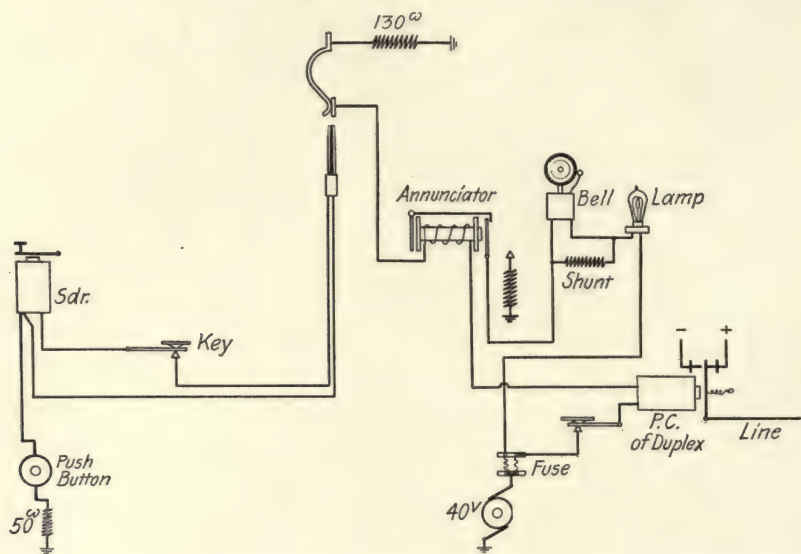 130ω
Annunciator
Bell
Lamp
Shunt
Sdr.
Key
- +
P.C.
of Duplex
Line
Push
Button
Fuse
50ω
40V